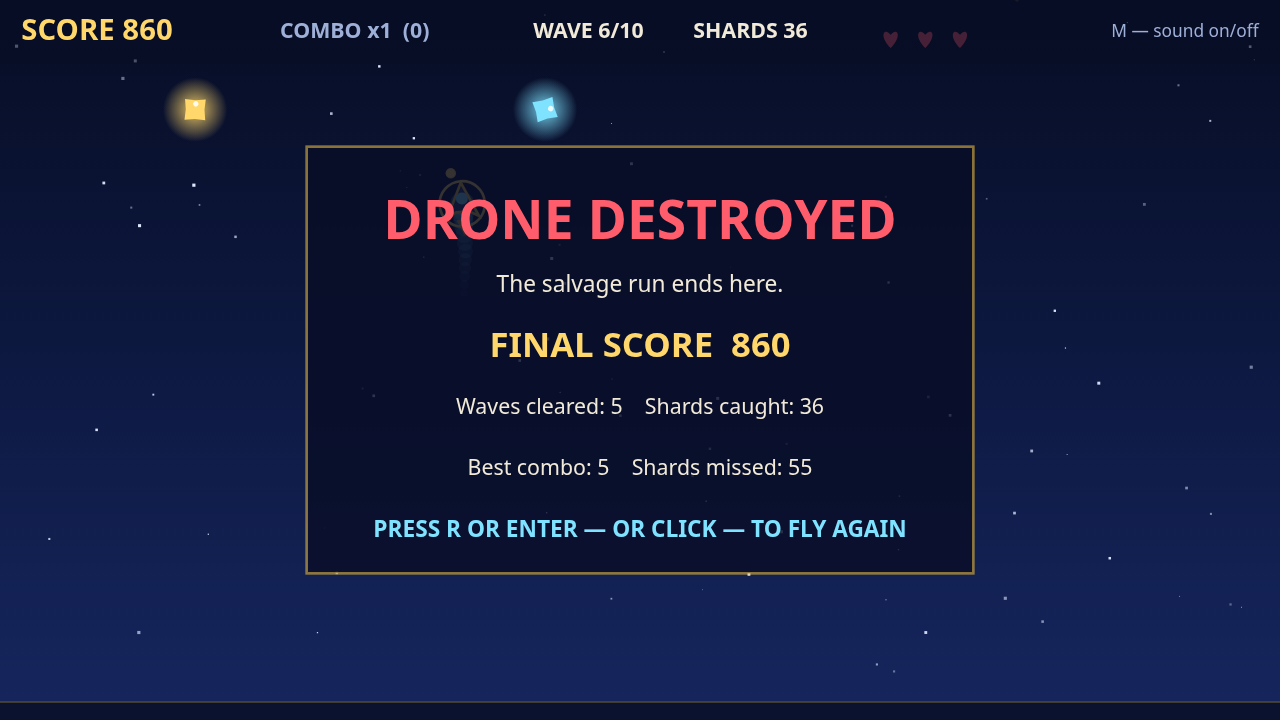 SCORE 860 COMBO x1 (0) WAVE 6/10 SHARDS 36 M — sound on/off
DRONE DESTROYED
The salvage run ends here.
FINAL SCORE 860
Waves cleared: 5 Shards caught: 36
Best combo: 5 Shards missed: 55
PRESS R OR ENTER — OR CLICK — TO FLY AGAIN